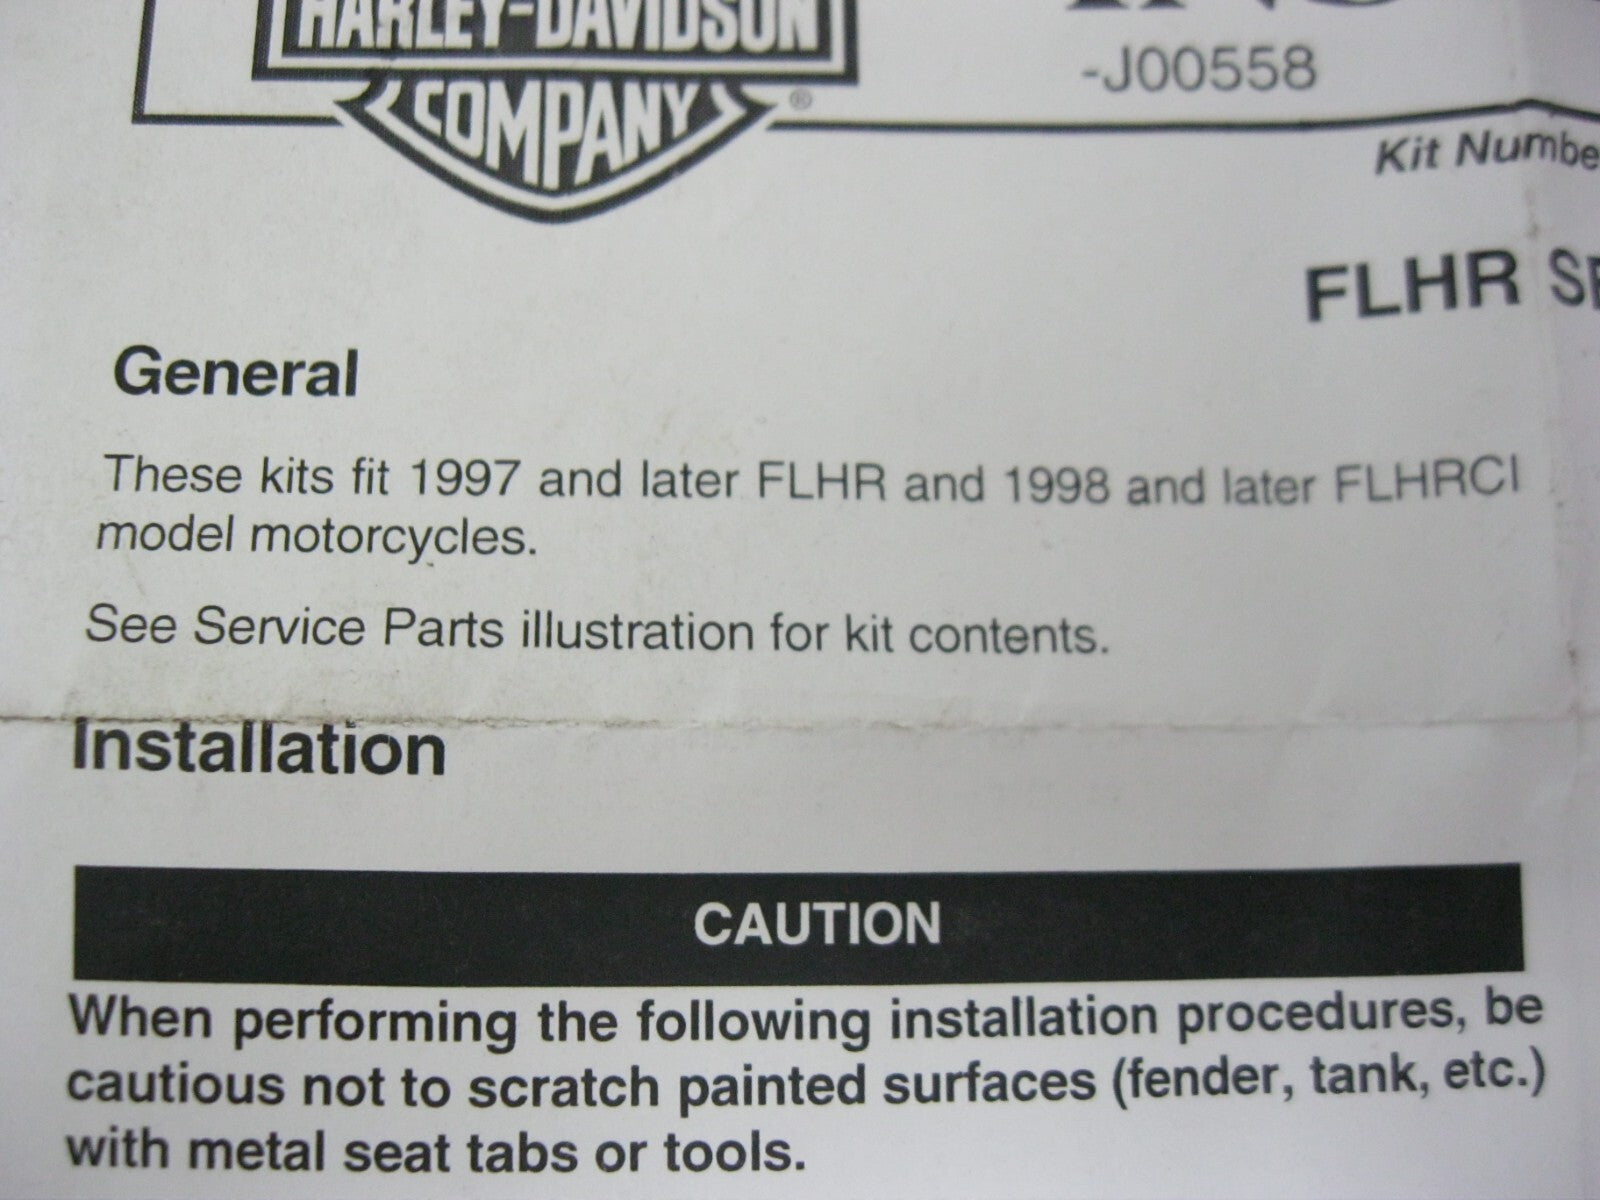 HARLEY-DAVIDSON
COMPANY ®
-J00558
Kit
FLHR
General
These kits fit 1997 and later FLHR and 1998 and later FLHRCI
model motorcycles.
See Service Parts illustration for kit contents.
Installation
CAUTION
When performing the following installation procedures, be
cautious not to scratch painted surfaces (fender, tank, etc.)
with metal seat tabs or tools.